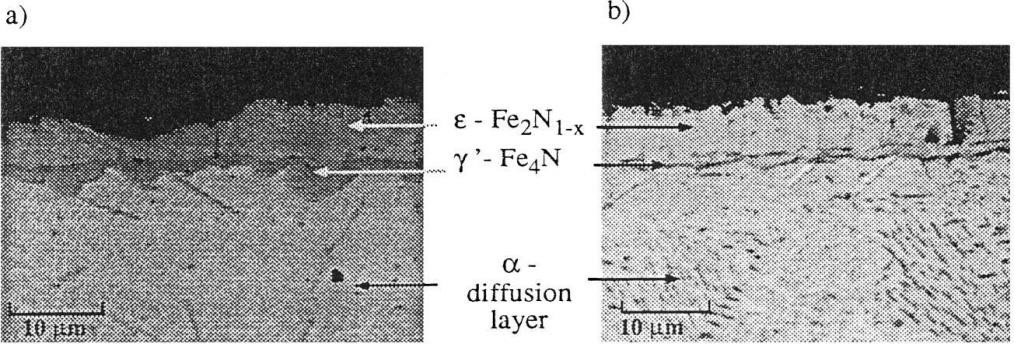 a)
b)
ε - Fe₂N₁₋ₓ
γ' - Fe₄N
α -
diffusion
layer
10 μm
10 μm